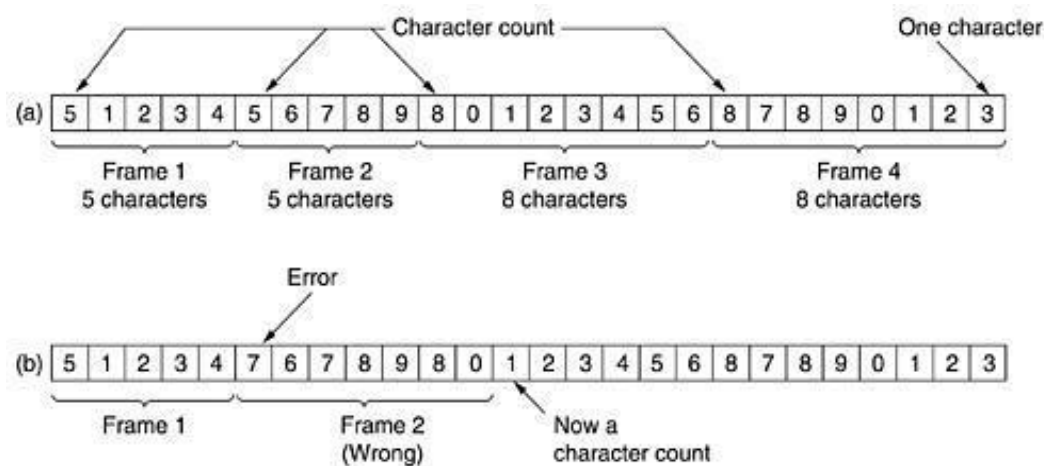 Character count
One character
(a) 5 1 2 3 4 5 6 7 8 9 8 0 1 2 3 4 5 6 8 7 8 9 0 1 2 3
Frame 1 Frame 2 Frame 3 Frame 4
5 characters 5 characters 8 characters 8 characters
Error
(b) 5 1 2 3 4 7 6 7 8 9 8 0 1 2 3 4 5 6 8 7 8 9 0 1 2 3
Frame 1 Frame 2 Now a
(Wrong) character count